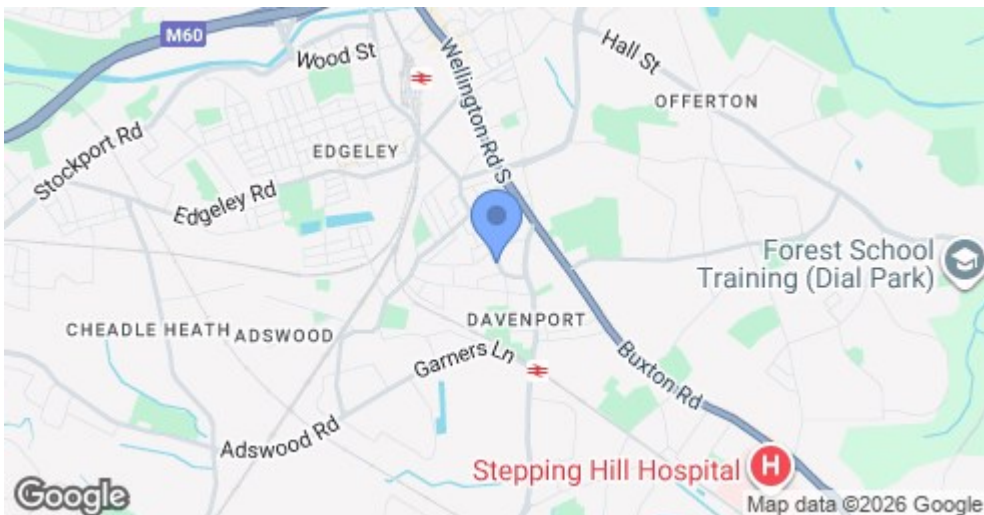 M60
Wood St
Wellington Rd S
Hall St
OFFERTON
Stockport Rd
EDGELEY
Edgeley Rd
Forest School
Training (Dial Park)
CHEADLE HEATH
ADSWOOD
DAVENPORT
Garners Ln
Buxton Rd
Adswood Rd
Stepping Hill Hospital
H
Google
Map data ©2026 Google